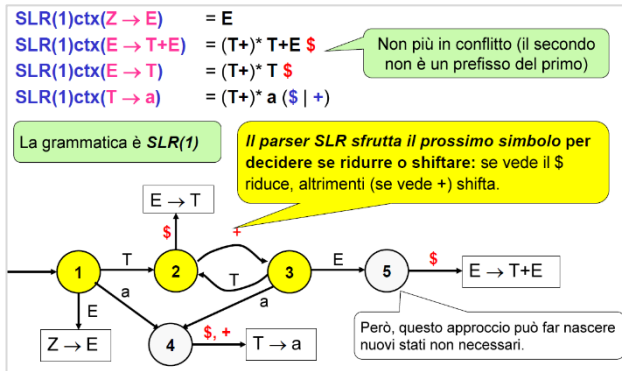 SLR(1)ctx(Z → E) = E
SLR(1)ctx(E → T+E) = (T+)* T+E $
SLR(1)ctx(E → T) = (T+)* T $
SLR(1)ctx(T → a) = (T+)* a ($ | +)
Non più in conflitto (il secondo
non è un prefisso del primo)
La grammatica è SLR(1)
Il parser SLR sfrutta il prossimo simbolo per
decidere se ridurre o shiftare: se vede il $
riduce, altrimenti (se vede +) shifta.
E → T
$ +
1 T 2 T 3 E 5 $ E → T+E
E a a
Z → E 4 $, + T → a
Però, questo approccio può far nascere
nuovi stati non necessari.